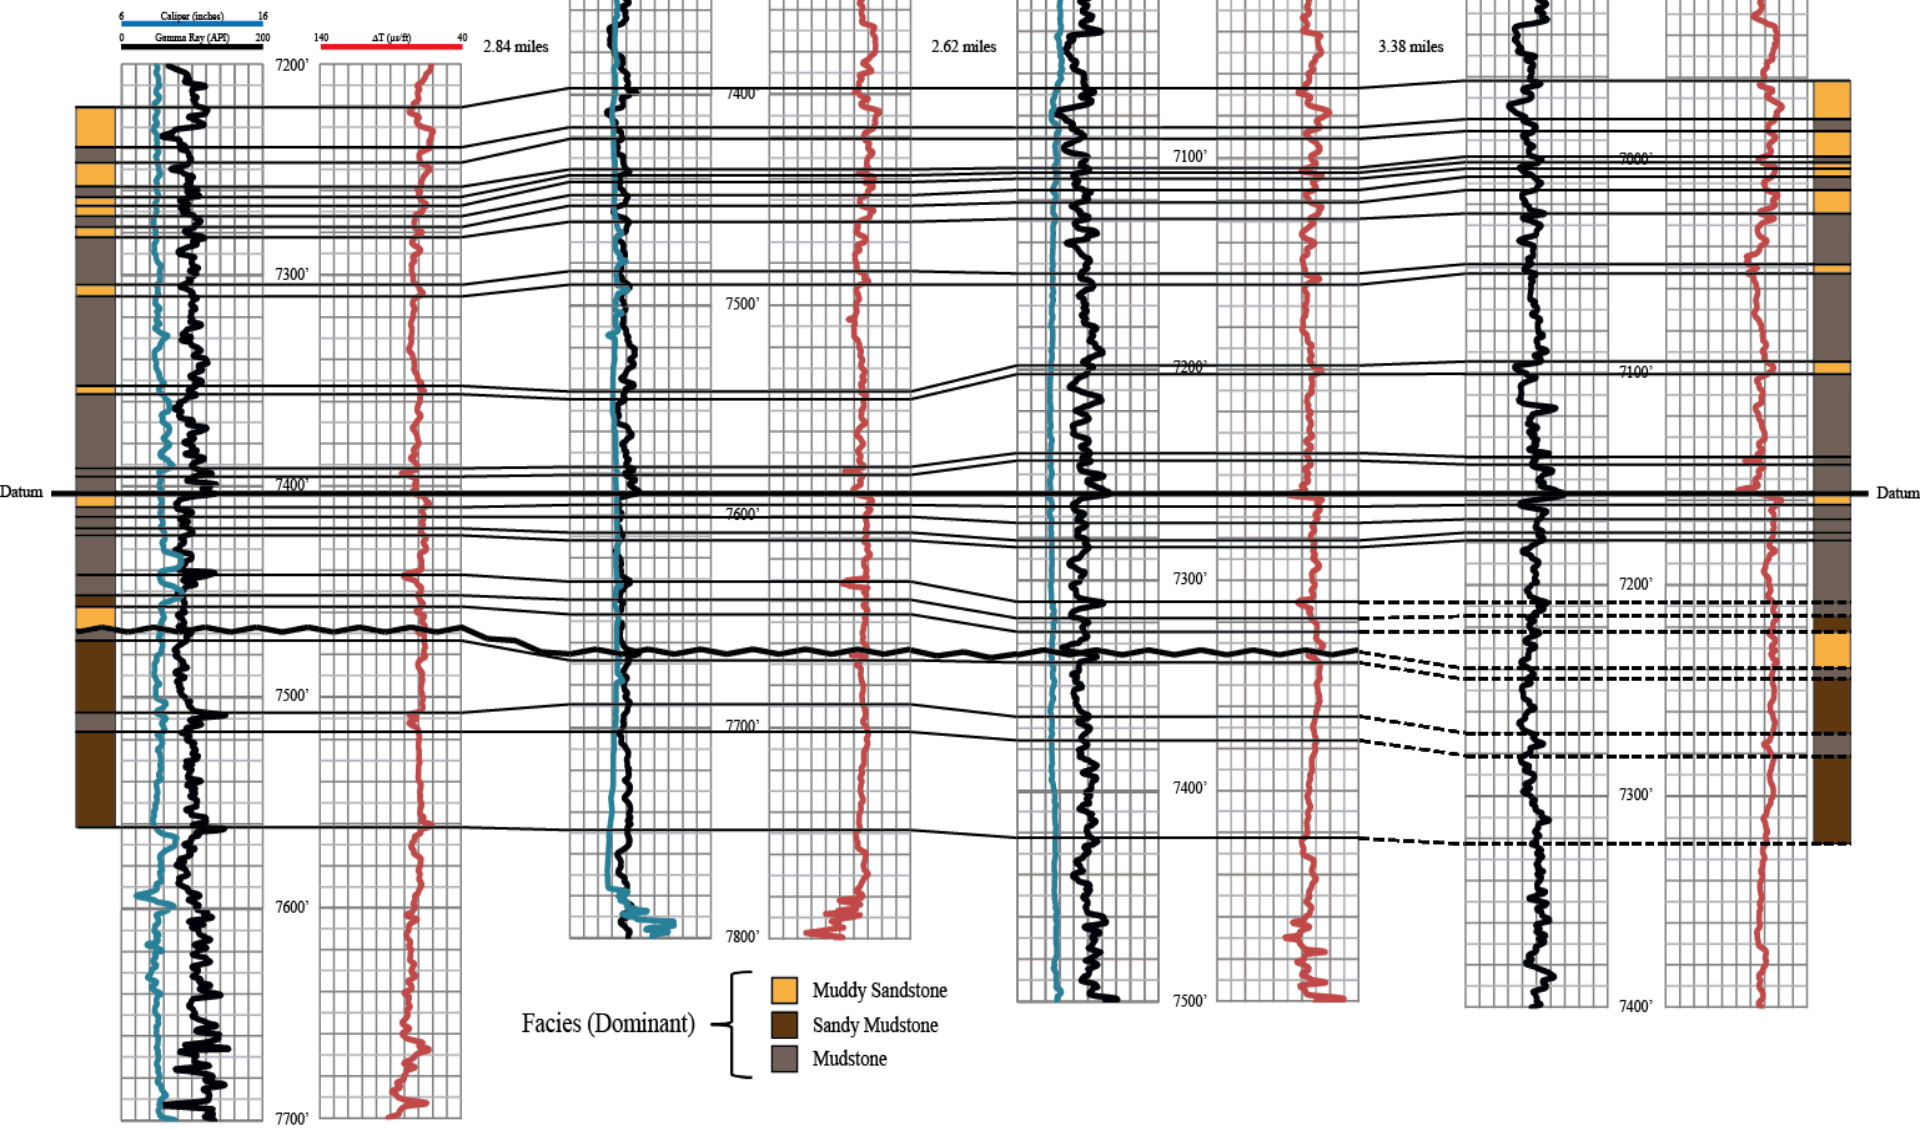 6 Caliper (inches) 16
0 Gamma Ray (API) 200
140 ΔT (µs/ft) 40
2.84 miles
2.62 miles
3.38 miles
7200'
7300'
7400'
7500'
7600'
7700'
7400'
7500'
7600'
7700'
7800'
7100'
7200'
7300'
7400'
7500'
7000'
7100'
7200'
7300'
7400'
Datum
Datum
Facies (Dominant)
Muddy Sandstone
Sandy Mudstone
Mudstone